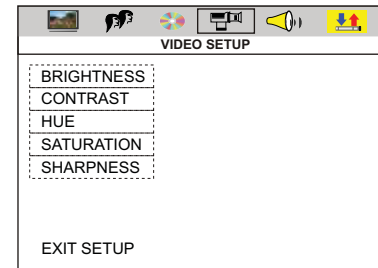 VIDEO SETUP
BRIGHTNESS
CONTRAST
HUE
SATURATION
SHARPNESS
EXIT SETUP